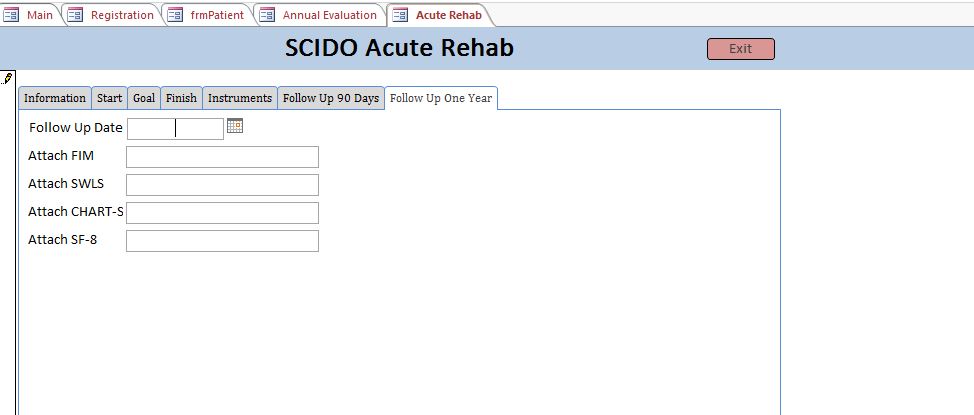 Main Registration frmPatient Annual Evaluation Acute Rehab
SCIDO Acute Rehab Exit
Information Start Goal Finish Instruments Follow Up 90 Days Follow Up One Year
Follow Up Date
Attach FIM
Attach SWLS
Attach CHART-S
Attach SF-8